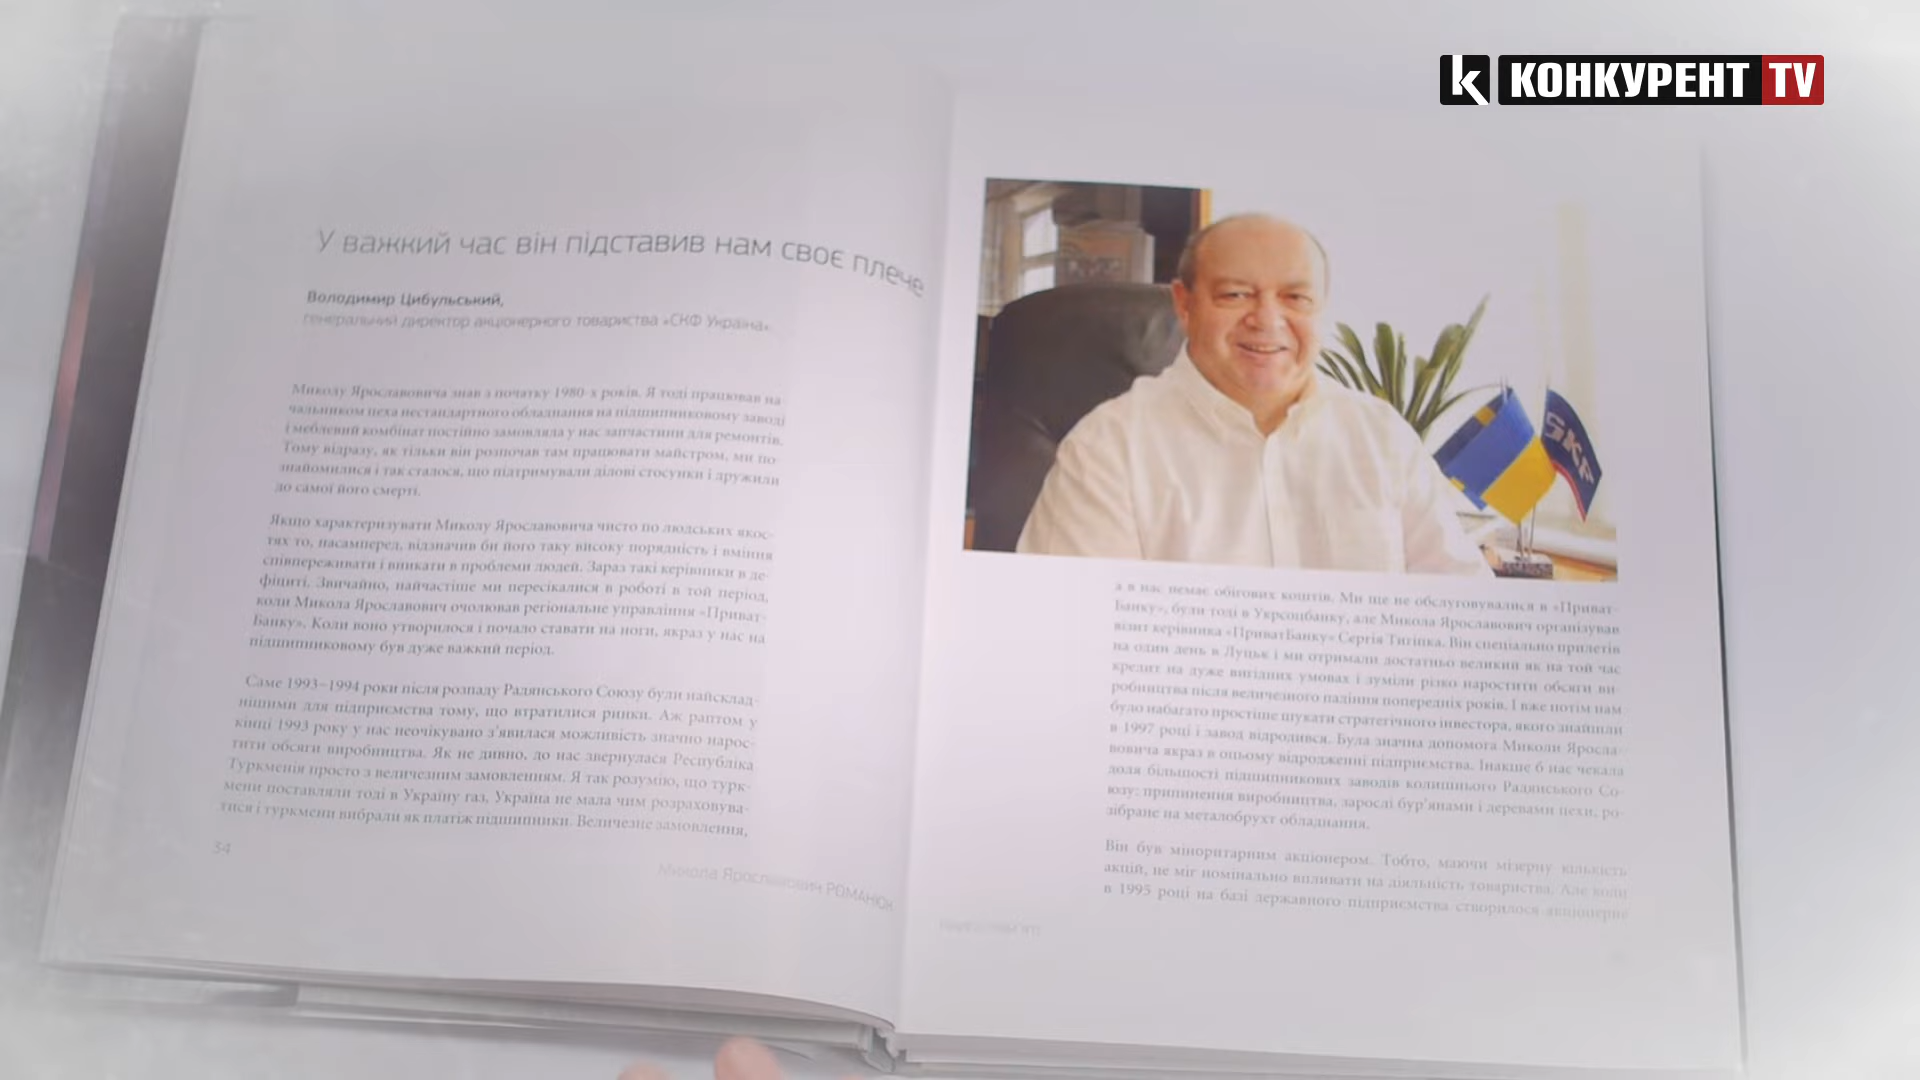 К КОНКУРЕНТ TV
У важкий час він підставив нам своє плече
Володимир Цибульський,
генеральний директор акціонерного товариства «СКФ Україна»
Миколу Ярославовича знав з початку 1980-х років. Я тоді працював на-
чальником цеха нестандартного обладнання на підшипниковому заводі
і меблевий комбінат постійно замовляла у нас запчастини для ремонтів.
Тому відразу, як тільки він розпочав там працювати майстром, ми по-
знайомилися і так сталося, що підтримували ділові стосунки і дружили
до самої його смерті.
Якщо характеризувати Миколу Ярославовича чисто по людських якос-
тях то, насамперед, відзначив би його таку високу порядність і вміння
співпереживати і вникати в проблеми людей. Зараз такі керівники в де-
фіциті. Звичайно, найчастіше ми пересікалися в роботі в той період,
коли Микола Ярославович очолював регіональне управління «Приват-
Банку». Коли воно утворилося і почало ставати на ноги, якраз у нас на
підшипниковому був дуже важкий період.
Саме 1993–1994 роки після розпаду Радянського Союзу були найсклад-
нішими для підприємства тому, що втратилися ринки. Аж раптом у
кінці 1993 року у нас неочікувано з'явилася можливість значно нарос-
тити обсяги виробництва. Як не дивно, до нас звернулася Республіка
Туркменія просто з величезним замовленням. Я так розумію, що турк-
мени поставляли тоді в Україну газ, Україна не мала чим розраховува-
тися і туркмени вибрали як платіж підшипники. Величезне замовлення,
34
Микола Ярославович РОМАНЮК
SKF
а в нас немає обігових коштів. Ми ще не обслуговувалися в «Приват-
Банку», були тоді в Укрсоцбанку, але Микола Ярославович організував
візит керівника «ПриватБанку» Сергія Тигіпка. Він спеціально прилетів
на один день в Луцьк і ми отримали достатньо великий як на той час
кредит на дуже вигідних умовах і зуміли різко наростити обсяги ви-
робництва після величезного падіння попередніх років. І вже потім нам
було набагато простіше шукати стратегічного інвестора, якого знайшли
в 1997 році і завод відродився. Була значна допомога Миколи Яросла-
вовича якраз в оцьому відродженні підприємства. Інакше б нас чекала
доля більшості підшипникових заводів колишнього Радянського Со-
юзу: припинення виробництва, зарослі бур'янами і деревами цехи, ро-
зібране на металобрухт обладнання.
Він був міноритарним акціонером. Тобто, маючи мізерну кількість
акцій, не міг номінально впливати на діяльність товариства. Але коли
в 1995 році на базі державного підприємства створилося акціонерне